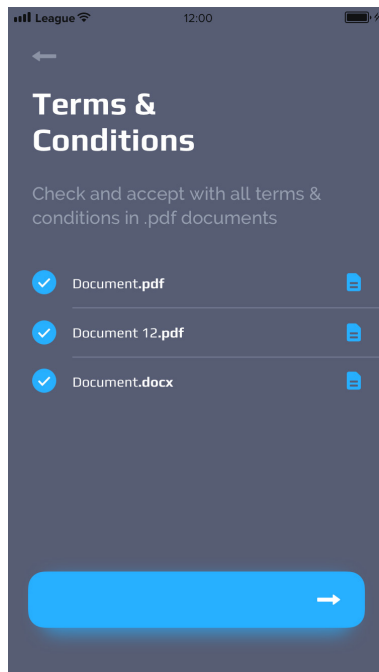 League 12:00
Terms &
Conditions
Check and accept with all terms &
conditions in .pdf documents
Document.pdf
Document 12.pdf
Document.docx